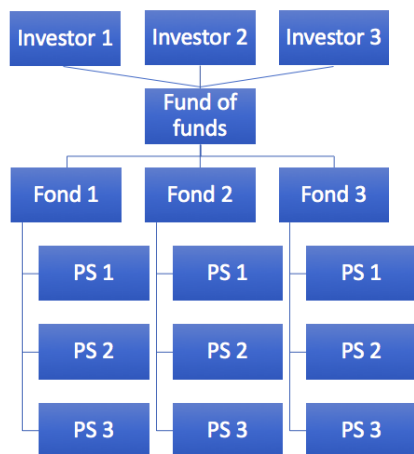 Investor 1
Investor 2
Investor 3
Fund of
funds
Fond 1
Fond 2
Fond 3
PS 1
PS 1
PS 1
PS 2
PS 2
PS 2
PS 3
PS 3
PS 3